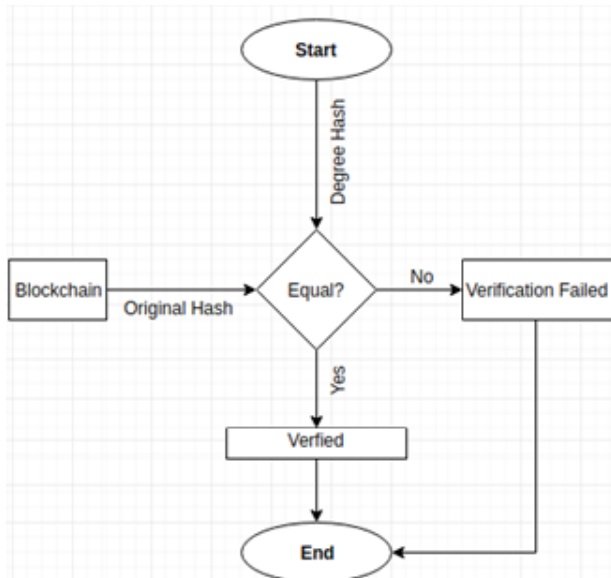 Start
Degree Hash
Blockchain
Original Hash
Equal?
No
Verification Failed
Yes
Verfied
End